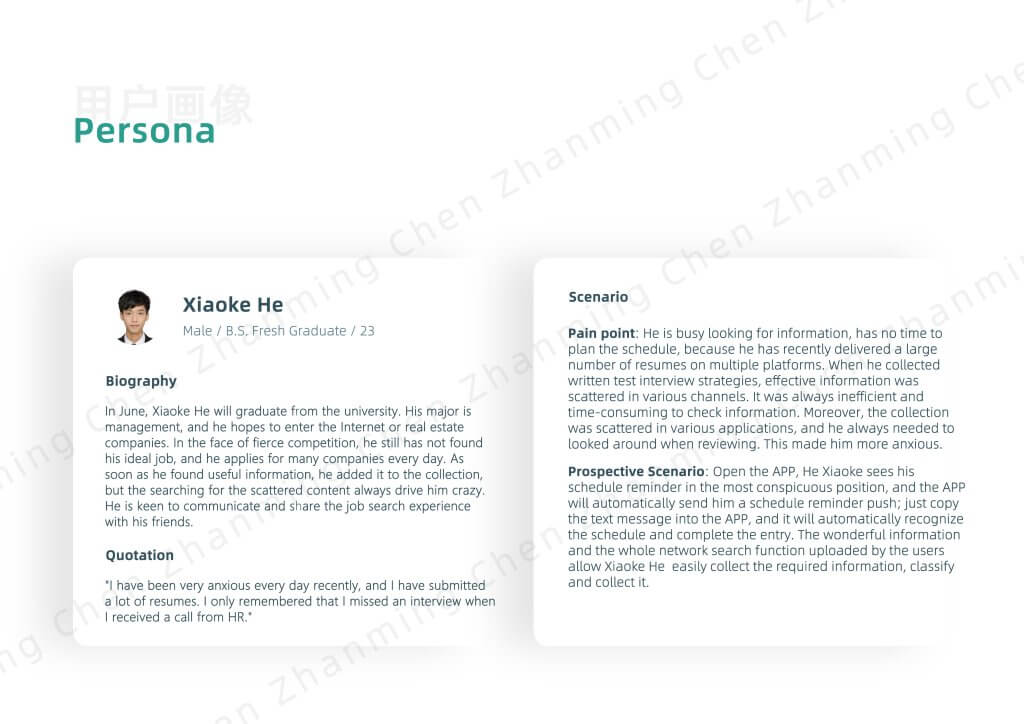 用户画像
Persona
Xiaoke He
Male / B.S. Fresh Graduate / 23
Biography
In June, Xiaoke He will graduate from the university. His major is
management, and he hopes to enter the Internet or real estate
companies. In the face of fierce competition, he still has not found
his ideal job, and he applies for many companies every day. As
soon as he found useful information, he added it to the collection,
but the searching for the scattered content always drive him crazy.
He is keen to communicate and share the job search experience
with his friends.
Quotation
"I have been very anxious every day recently, and I have submitted
a lot of resumes. I only remembered that I missed an interview when
I received a call from HR."
Scenario
Pain point: He is busy looking for information, has no time to
plan the schedule, because he has recently delivered a large
number of resumes on multiple platforms. When he collected
written test interview strategies, effective information was
scattered in various channels. It was always inefficient and
time-consuming to check information. Moreover, the collection
was scattered in various applications, and he always needed to
looked around when reviewing. This made him more anxious.
Prospective Scenario: Open the APP, He Xiaoke sees his
schedule reminder in the most conspicuous position, and the APP
will automatically send him a schedule reminder push; just copy
the text message into the APP, and it will automatically recognize
the schedule and complete the entry. The wonderful information
and the whole network search function uploaded by the users
allow Xiaoke He easily collect the required information, classify
and collect it.
Zhanming Chen Zhanming Chen Zhanming Chen Zhanming
Zhanming Chen Zhanming Chen Zhanming Chen
Chen Zhanming Chen Zhanming